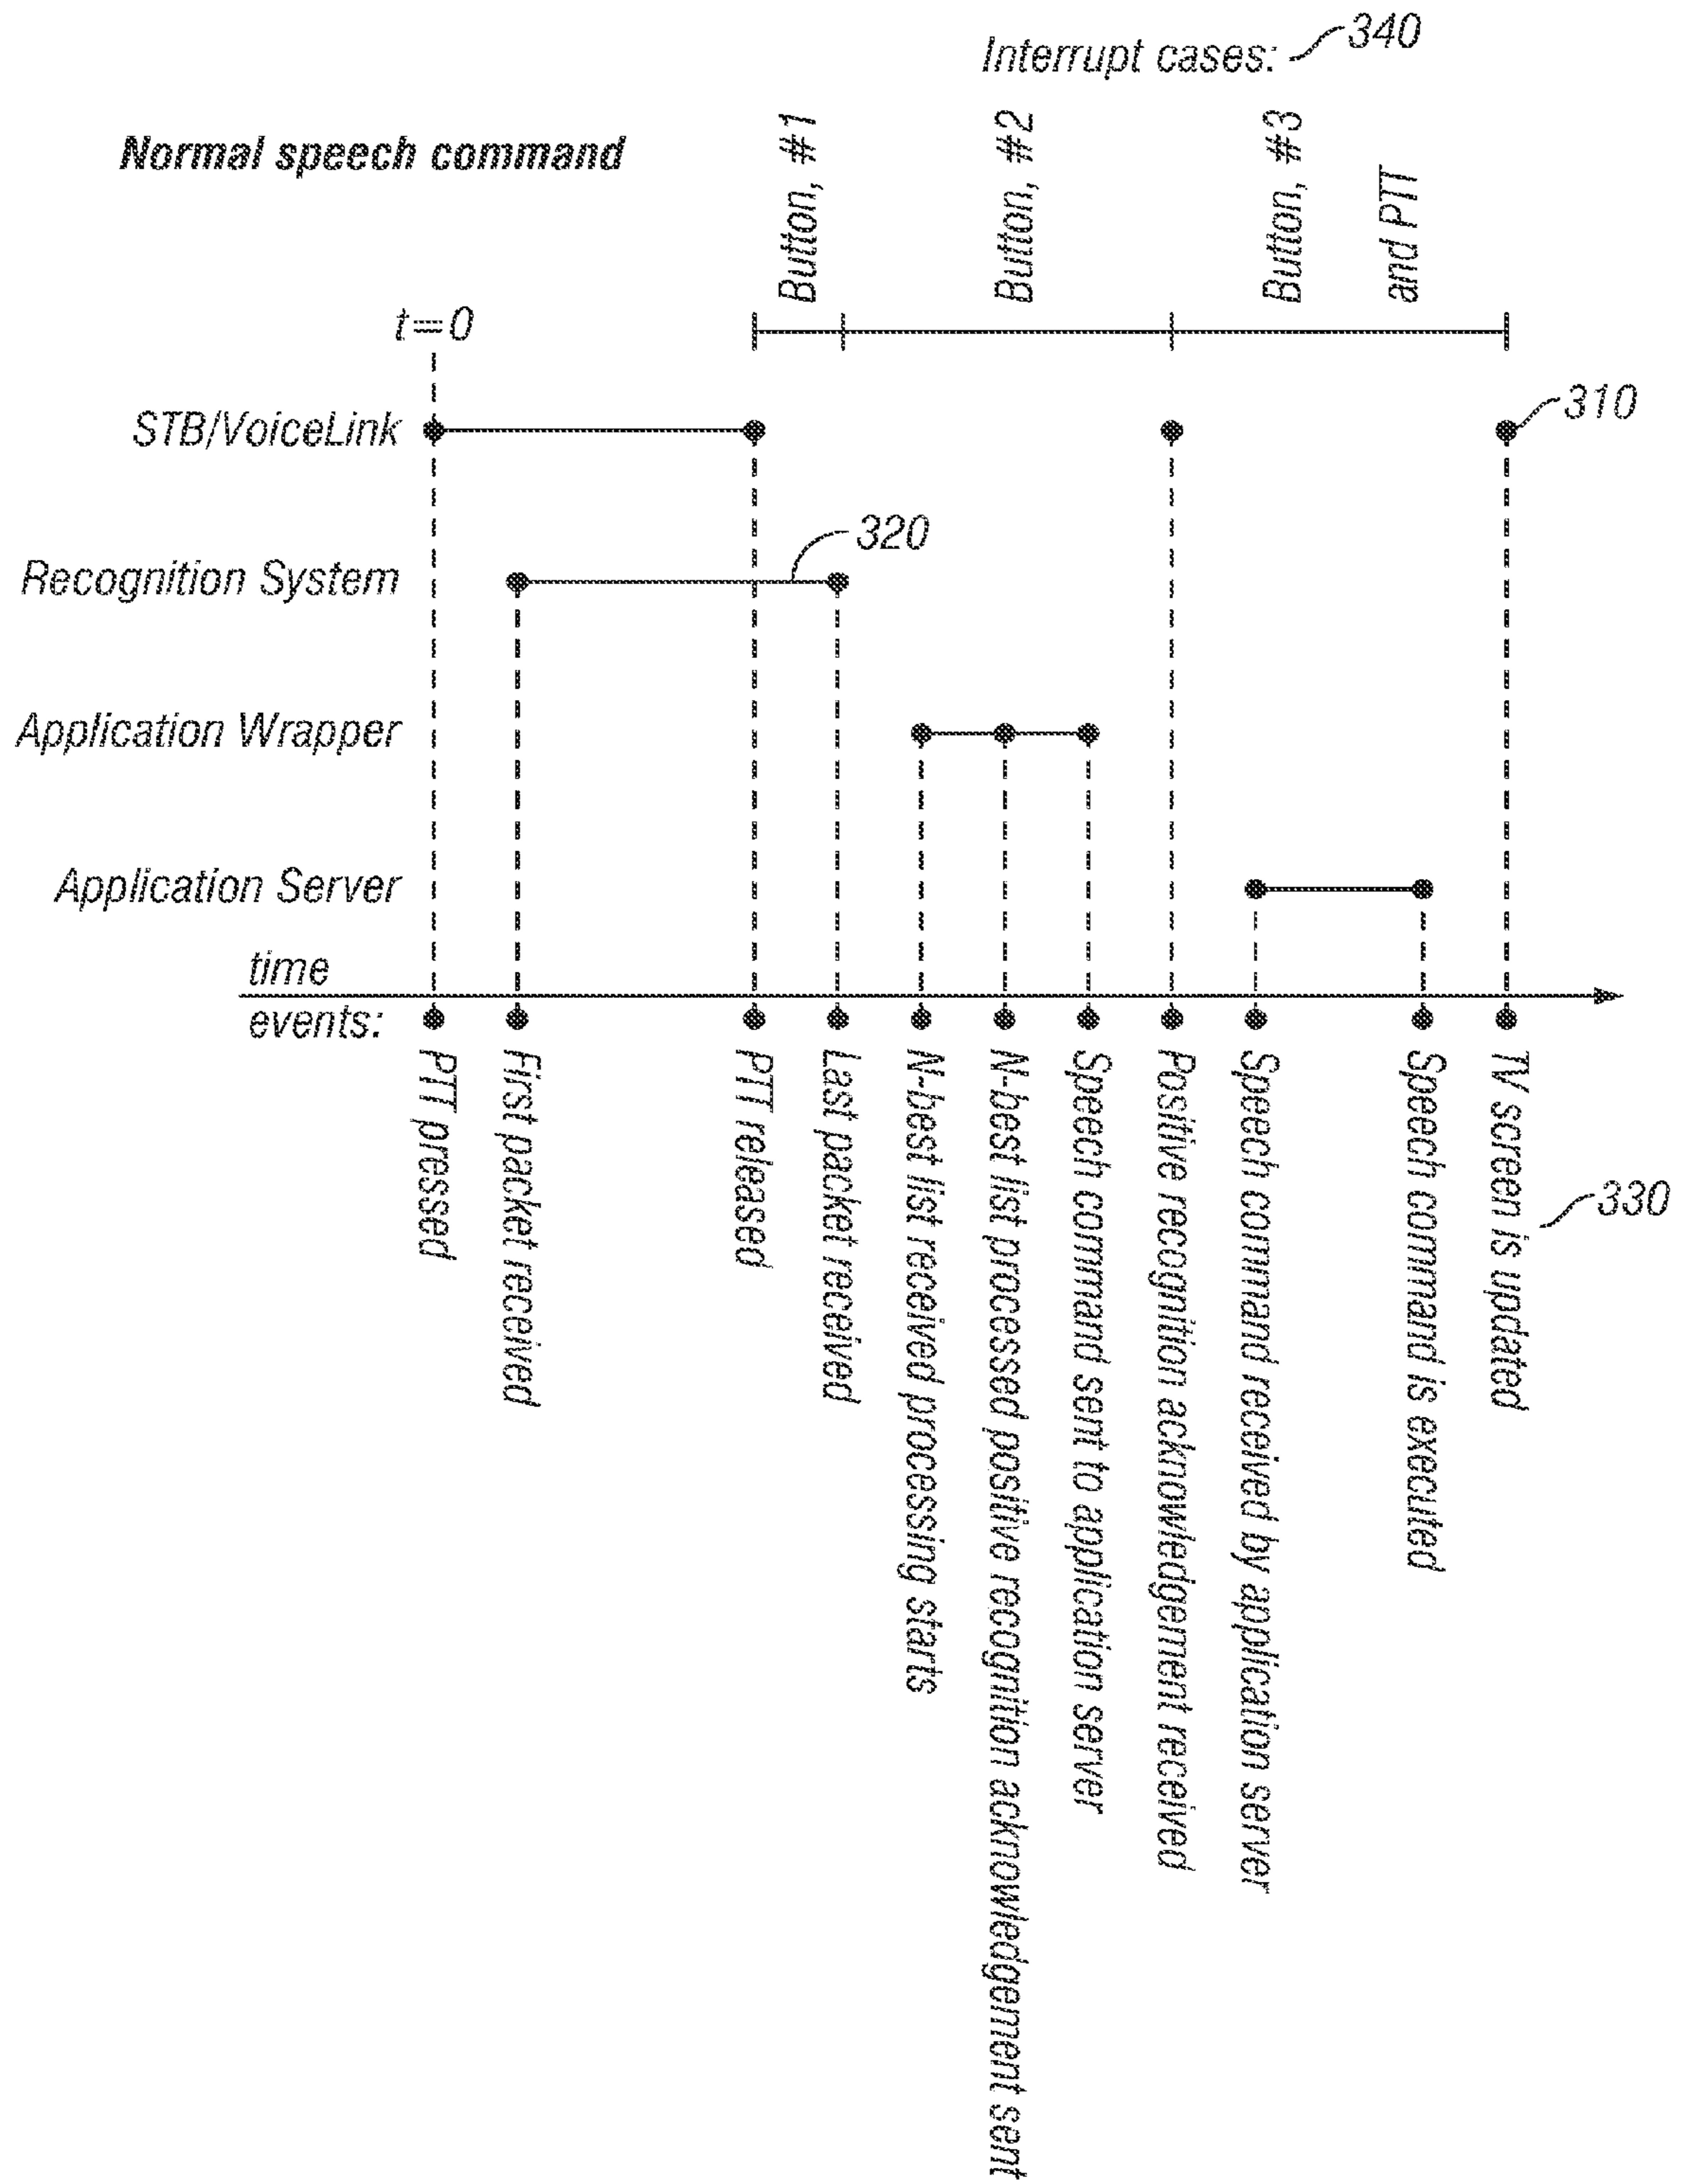 Interrupt cases: 340
Normal speech command
Button, #1
Button, #2
Button, #3
and PTT
t=0
STB/VoiceLink
310
320
Recognition System
Application Wrapper
Application Server
time
events:
PTT pressed
First packet received
PTT released
Last packet received
N-best list received processing starts
N-best list processed positive recognition acknowledgement sent
Speech command sent to application server
Positive recognition acknowledgement received
Speech command received by application server
Speech command is executed
TV screen is updated
330